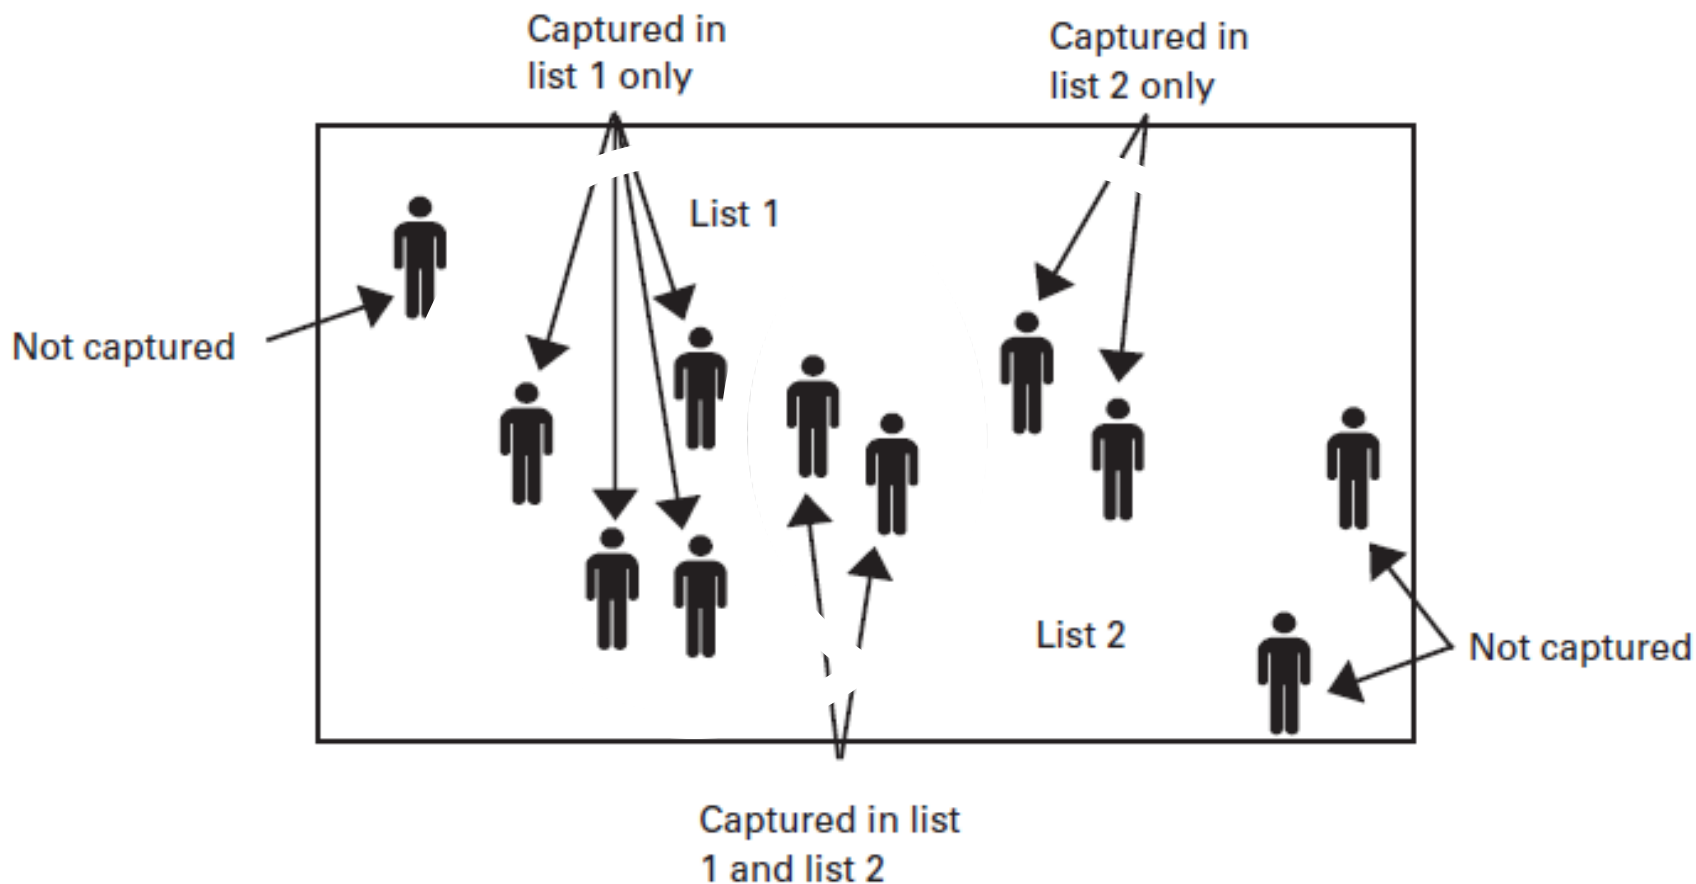 Captured in
list 1 only
Captured in
list 2 only
List 1
Not captured
List 2
Not captured
Captured in list
1 and list 2